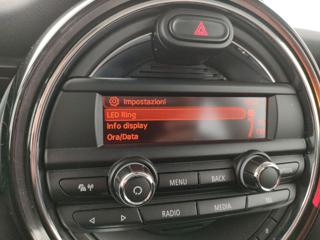 Impostazioni
LED Ring
Info display
Ora/Data
MENU
BACK
RADIO
MEDIA
TEL